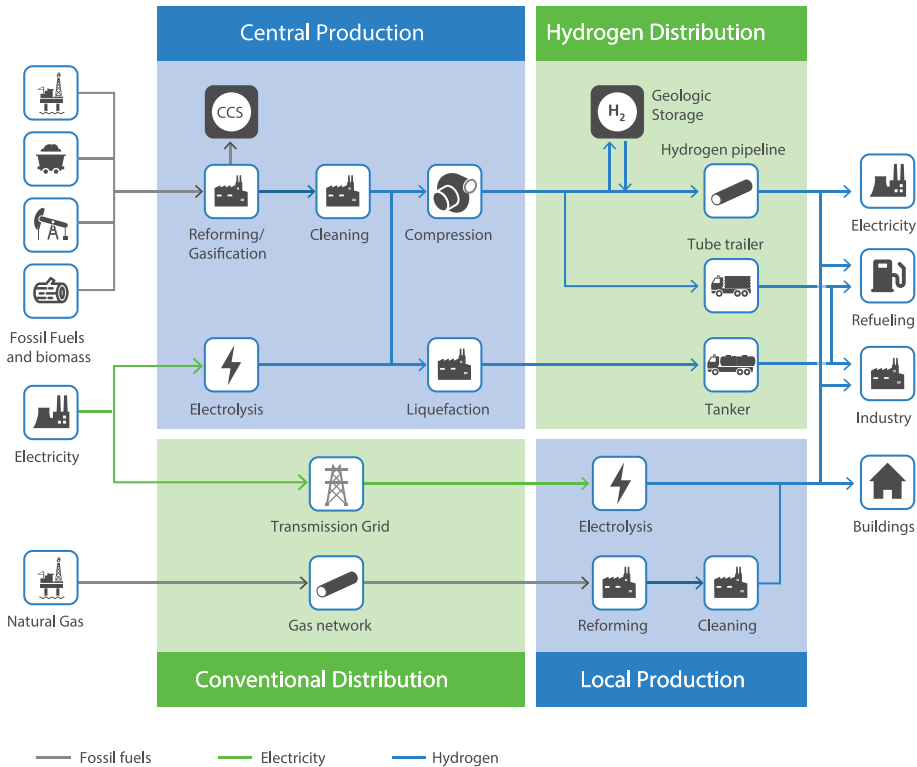 Central Production
Hydrogen Distribution
CCS
H₂
Geologic
Storage
Hydrogen pipeline
Reforming/
Gasification
Cleaning
Compression
Electricity
Tube trailer
Fossil Fuels
and biomass
Refueling
Electrolysis
Liquefaction
Tanker
Industry
Electricity
Transmission Grid
Electrolysis
Buildings
Natural Gas
Gas network
Reforming
Cleaning
Conventional Distribution
Local Production
Fossil fuels
Electricity
Hydrogen